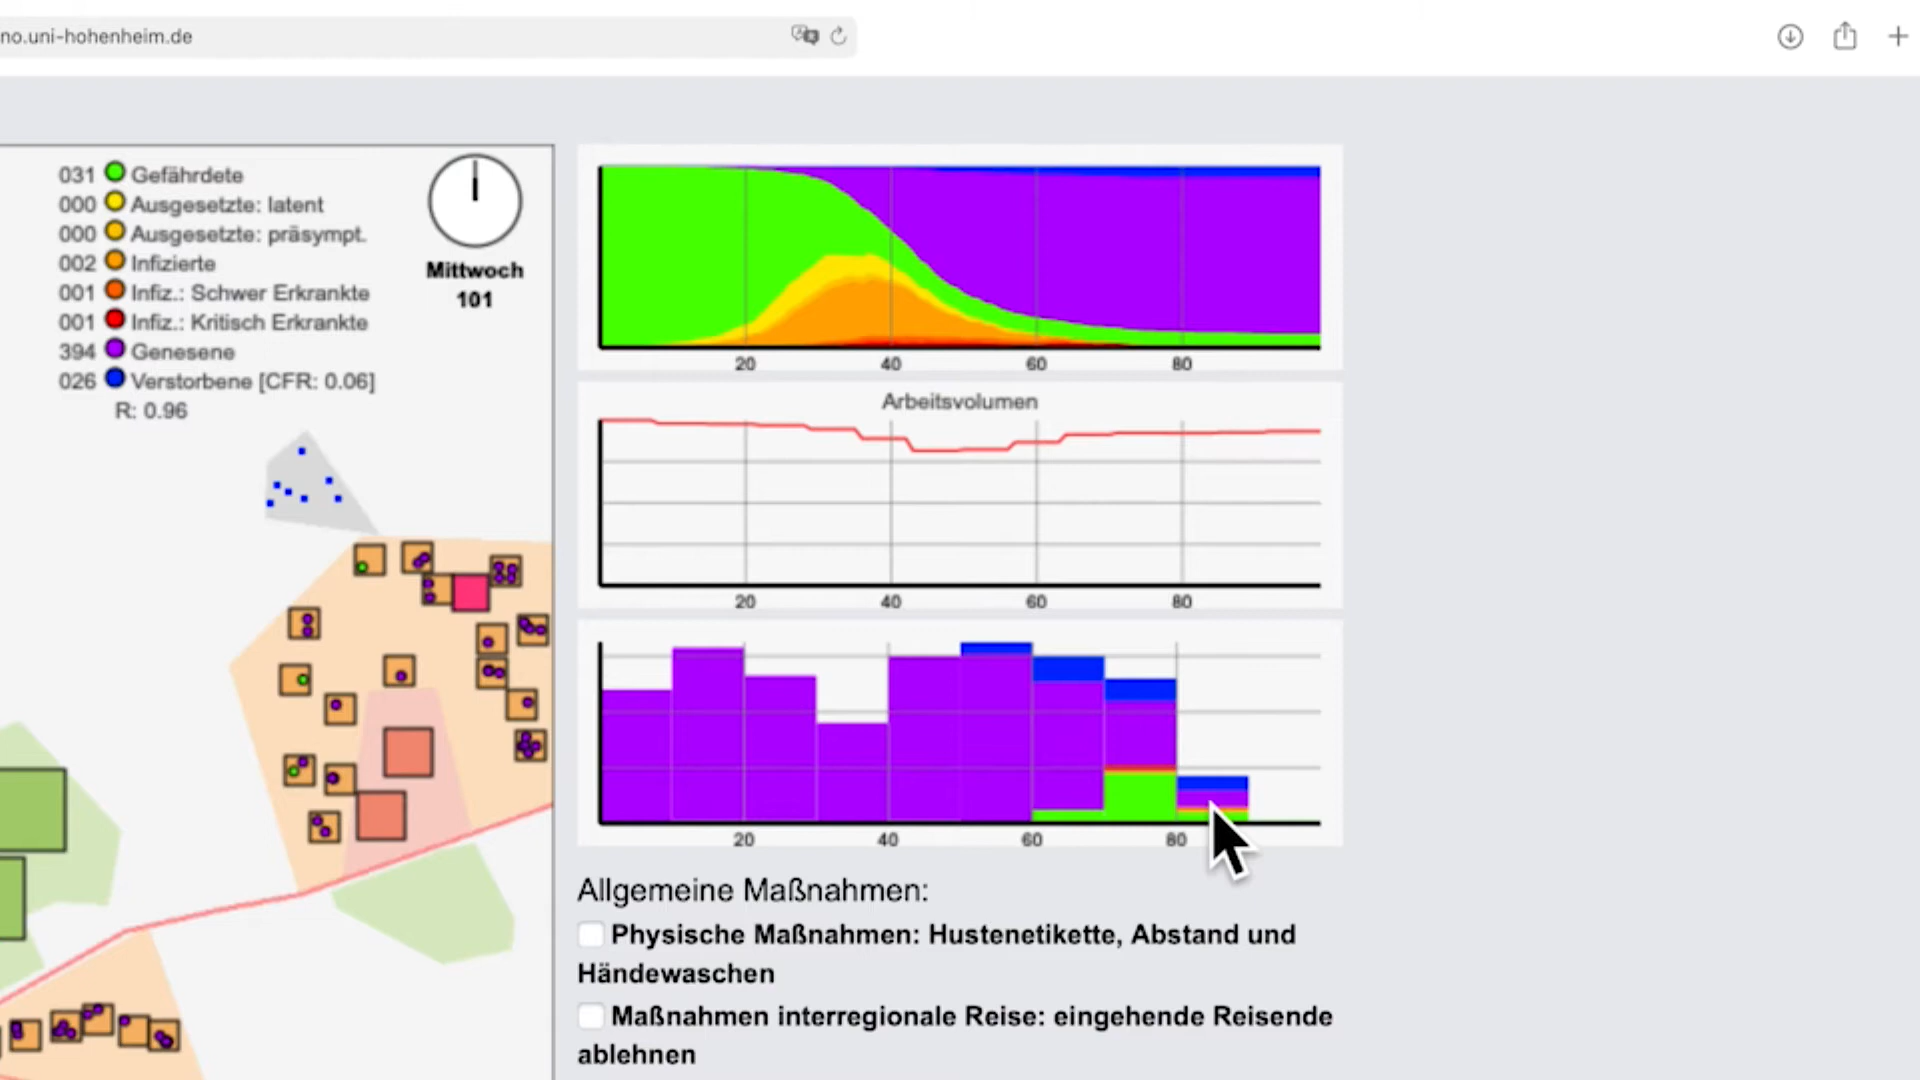 no.uni-hohenheim.de
031 Gefährdete
000 Ausgesetzte: latent
000 Ausgesetzte: präsympt.
002 Infizierte
001 Infiz.: Schwer Erkrankte
001 Infiz.: Kritisch Erkrankte
394 Genesene
026 Verstorbene [CFR: 0.06]
R: 0.96
Mittwoch
101
20 40 60 80
Arbeitsvolumen
20 40 60 80
20 40 60 80
Allgemeine Maßnahmen:
Physische Maßnahmen: Hustenetikette, Abstand und
Händewaschen
Maßnahmen interregionale Reise: eingehende Reisende
ablehnen